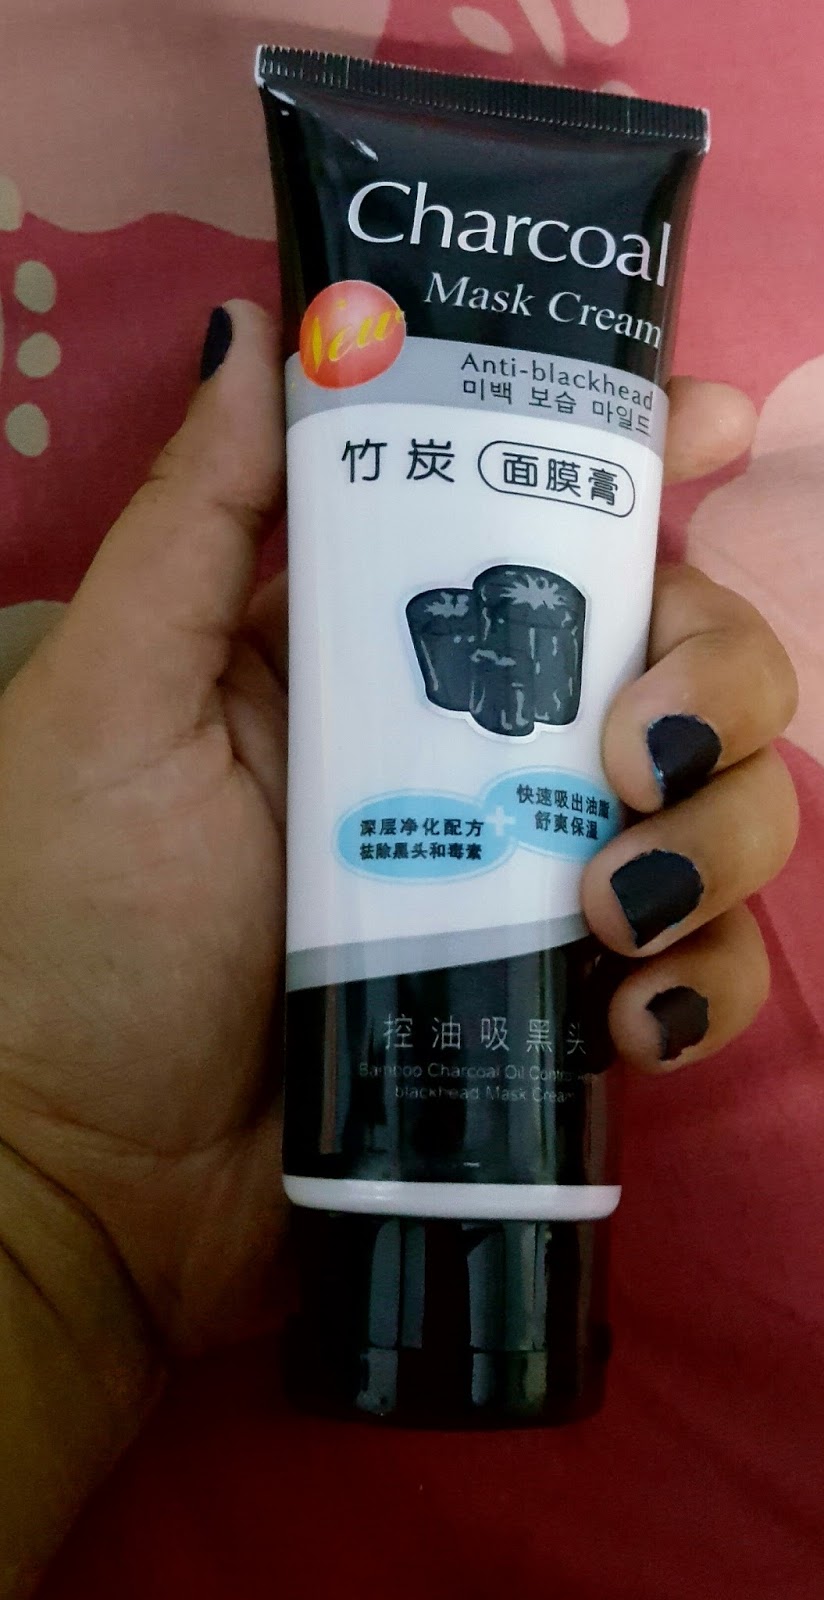 Charcoal
Mask Cream
New
Anti-blackhead
미백 보습 마일드
竹炭 面膜膏
深层净化配方
祛除黑头和毒素
快速吸出油脂
舒爽保湿
控油吸黑头
Bamboo Charcoal Oil Control
blackhead Mask Cream